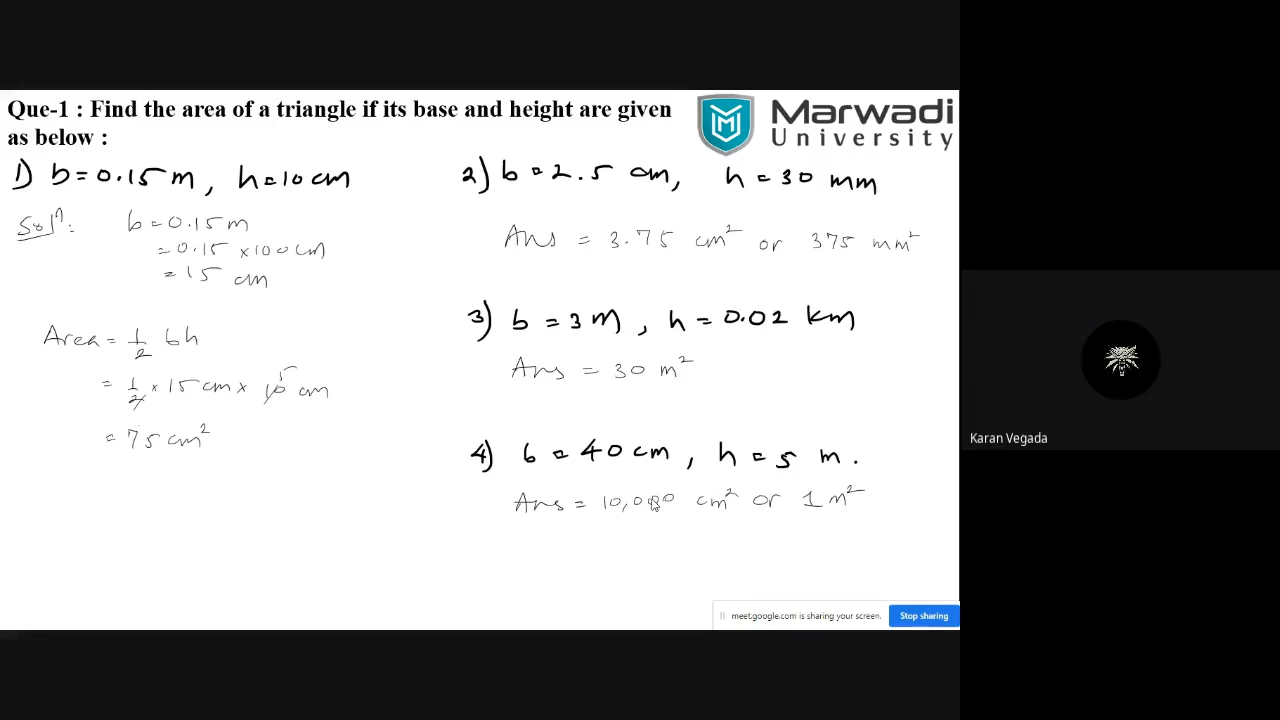 Que-1 : Find the area of a triangle if its base and height are given
as below :
Marwadi
University
1) b = 0.15 m, h = 10 cm
Solⁿ: b = 0.15 m
= 0.15 × 100 cm
= 15 cm
Area = 1/2 bh
= 1/2 × 15 cm × 10 5 cm
= 75 cm²
2) b = 2.5 cm, h = 30 mm
Ans = 3.75 cm² or 375 mm²
3) b = 3 m, h = 0.02 km
Ans = 30 m²
4) b = 40 cm, h = 5 m.
Ans = 10,000 cm² or 1 m²
meet.google.com is sharing your screen. Stop sharing
Karan Vegada